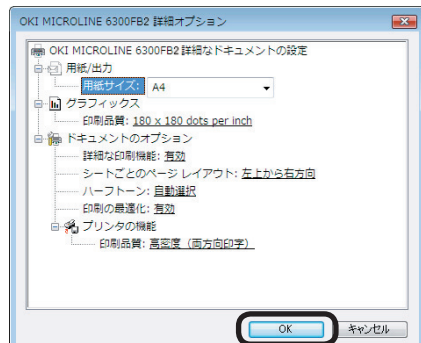 OKI MICROLINE 6300FB2 詳細オプション
OKI MICROLINE 6300FB2 詳細なドキュメントの設定
用紙/出力
用紙サイズ: A4
グラフィックス
印刷品質: 180 x 180 dots per inch
ドキュメントのオプション
詳細な印刷機能: 有効
シートごとのページ レイアウト: 左上から右方向
ハーフトーン: 自動選択
印刷の最適化: 有効
プリンタの機能
印刷品質: 高密度（両方向印字）
OK キャンセル